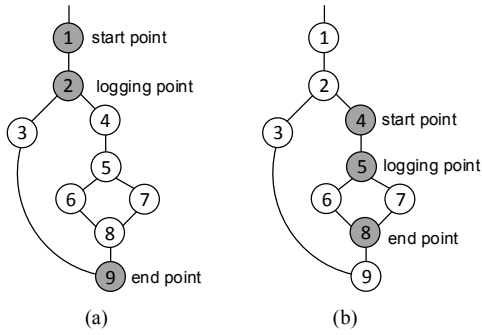 1 start point
2 logging point
3 4
5
6 7
8
9 end point
(a)
1
2
3 4 start point
5 logging point
6 7
8 end point
9
(b)